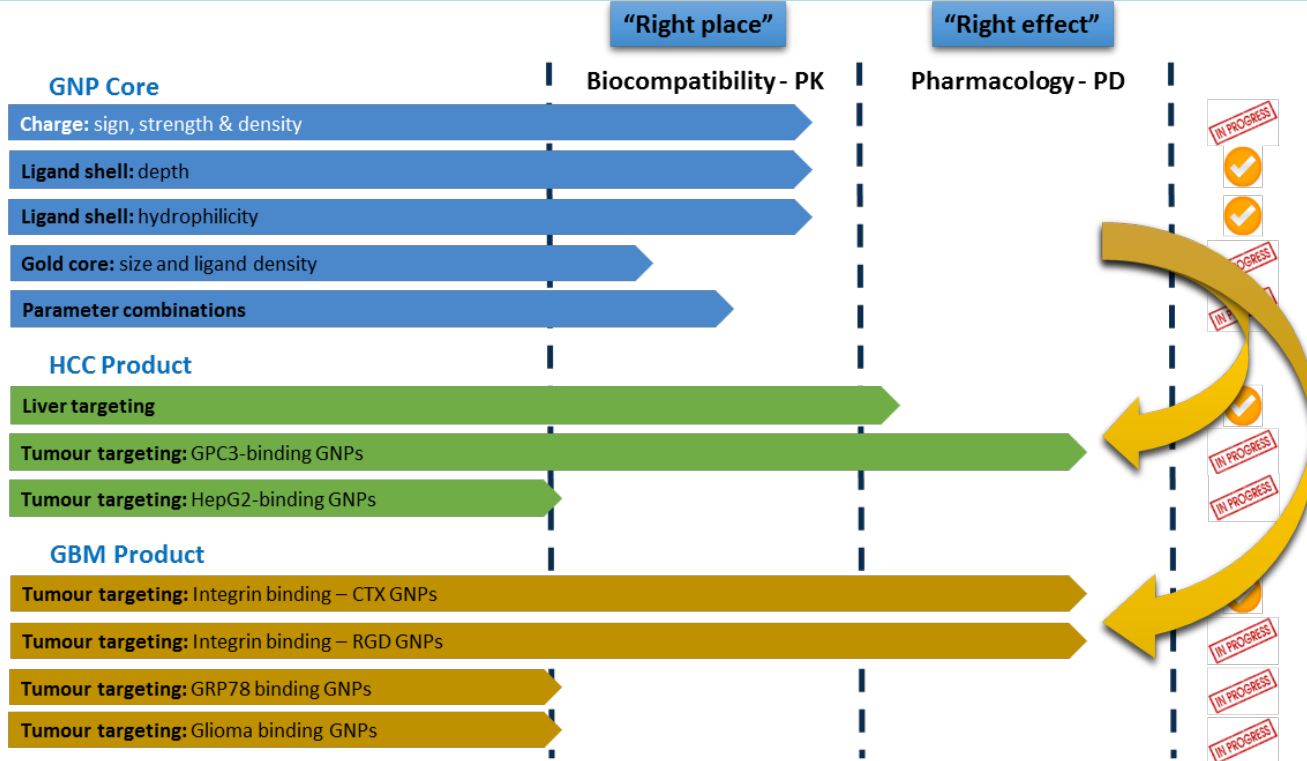 “Right place”
“Right effect”
GNP Core
Biocompatibility - PK
Pharmacology - PD
Charge: sign, strength & density
IN PROGRESS
Ligand shell: depth
Ligand shell: hydrophilicity
Gold core: size and ligand density
Parameter combinations
HCC Product
Liver targeting
Tumour targeting: GPC3-binding GNPs
IN PROGRESS
Tumour targeting: HepG2-binding GNPs
IN PROGRESS
GBM Product
Tumour targeting: Integrin binding – CTX GNPs
Tumour targeting: Integrin binding – RGD GNPs
IN PROGRESS
Tumour targeting: GRP78 binding GNPs
IN PROGRESS
Tumour targeting: Glioma binding GNPs
IN PROGRESS